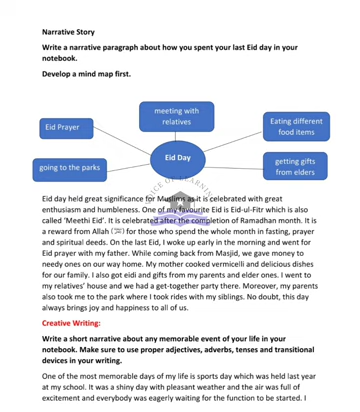 Narrative Story
Write a narrative paragraph about how you spent your last Eid day in your
notebook.
Develop a mind map first.
meeting with
relatives
Eid Prayer
Eating different
food items
Eid Day
going to the parks
getting gifts
from elders
Eid day held great significance for Muslims as it is celebrated with great
enthusiasm and humbleness. One of my favourite Eid is Eid-ul-Fitr which is also
called ‘Meethi Eid’. It is celebrated after the completion of Ramadhan month. It is
a reward from Allah () for those who spend the whole month in fasting, prayer
and spiritual deeds. On the last Eid, I woke up early in the morning and went for
Eid prayer with my father. While coming back from Masjid, we gave money to
needy ones on our way home. My mother cooked vermicelli and delicious dishes
for our family. I also got eidi and gifts from my parents and elder ones. I went to
my relatives’ house and we had a get-together party there. Moreover, my parents
also took me to the park where I took rides with my siblings. No doubt, this day
always brings joy and happiness to all of us.
Creative Writing:
Write a short narrative about any memorable event of your life in your
notebook. Make sure to use proper adjectives, adverbs, tenses and transitional
devices in your writing.
One of the most memorable days of my life is sports day which was held last year
at my school. It was a shiny day with pleasant weather and the air was full of
excitement and everybody was eagerly waiting for the function to be started. I